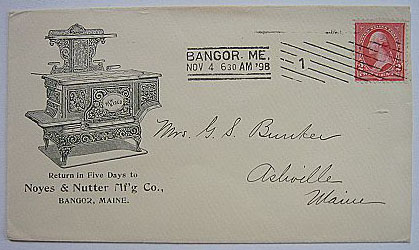 BANGOR. ME.
NOV 4 630 AM '98
1
Return in Five Days to
Noyes & Nutter M'f'g Co.,
BANGOR, MAINE.
Mrs. G. S. Bunker
Ashville
Maine